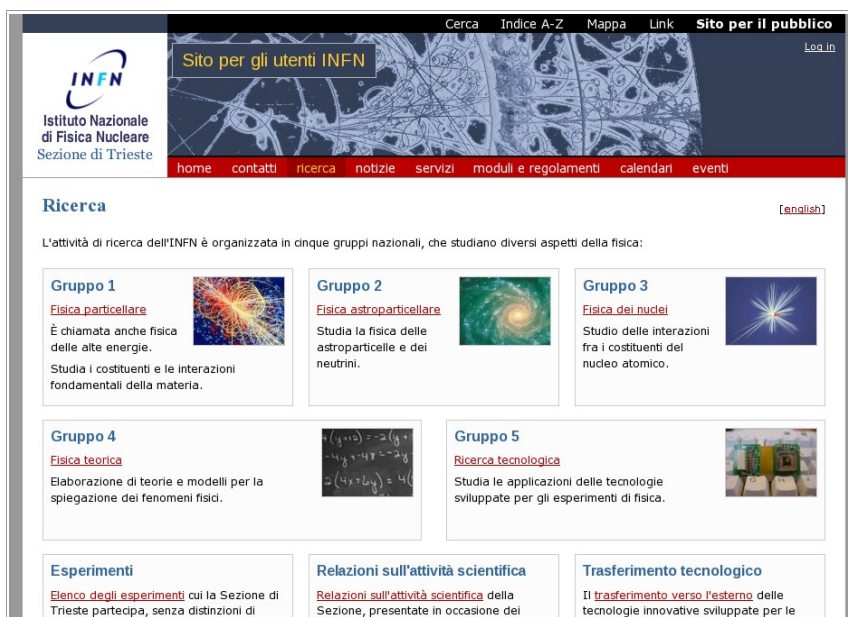 Cerca Indice A-Z Mappa Link Sito per il pubblico
Log in
Sito per gli utenti INFN
INFN
Istituto Nazionale
di Fisica Nucleare
Sezione di Trieste
home contatti ricerca notizie servizi moduli e regolamenti calendari eventi
Ricerca
[english]
L'attività di ricerca dell'INFN è organizzata in cinque gruppi nazionali, che studiano diversi aspetti della fisica:
Gruppo 1
Fisica particellare
È chiamata anche fisica
delle alte energie.
Studia i costituenti e le interazioni
fondamentali della materia.
Gruppo 2
Fisica astroparticellare
Studia la fisica delle
astroparticelle e dei
neutrini.
Gruppo 3
Fisica dei nuclei
Studio delle interazioni
fra i costituenti del
nucleo atomico.
Gruppo 4
Fisica teorica
Elaborazione di teorie e modelli per la
spiegazione dei fenomeni fisici.
Gruppo 5
Ricerca tecnologica
Studia le applicazioni delle tecnologie
sviluppate per gli esperimenti di fisica.
Esperimenti
Elenco degli esperimenti cui la Sezione di
Trieste partecipa, senza distinzioni di
Relazioni sull'attività scientifica
Relazioni sull'attività scientifica della
Sezione, presentate in occasione dei
Trasferimento tecnologico
Il trasferimento verso l'esterno delle
tecnologie innovative sviluppate per le